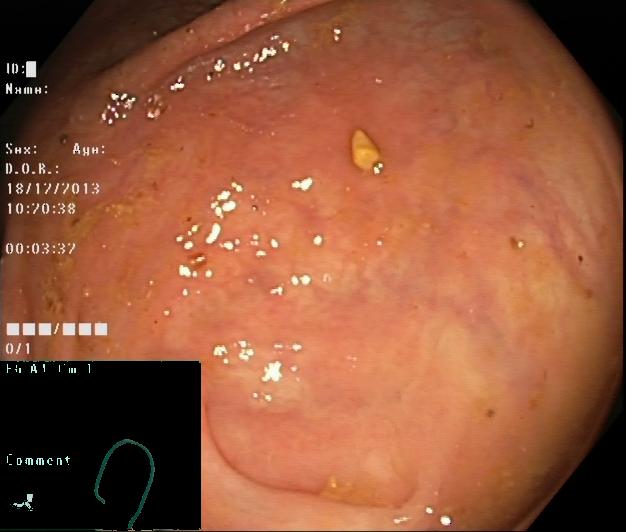 ID:
Name:
Sex: Age:
D.O.R.:
18/12/2013
10:20:38
00:03:37
■■■/■■■
0/1
Comment